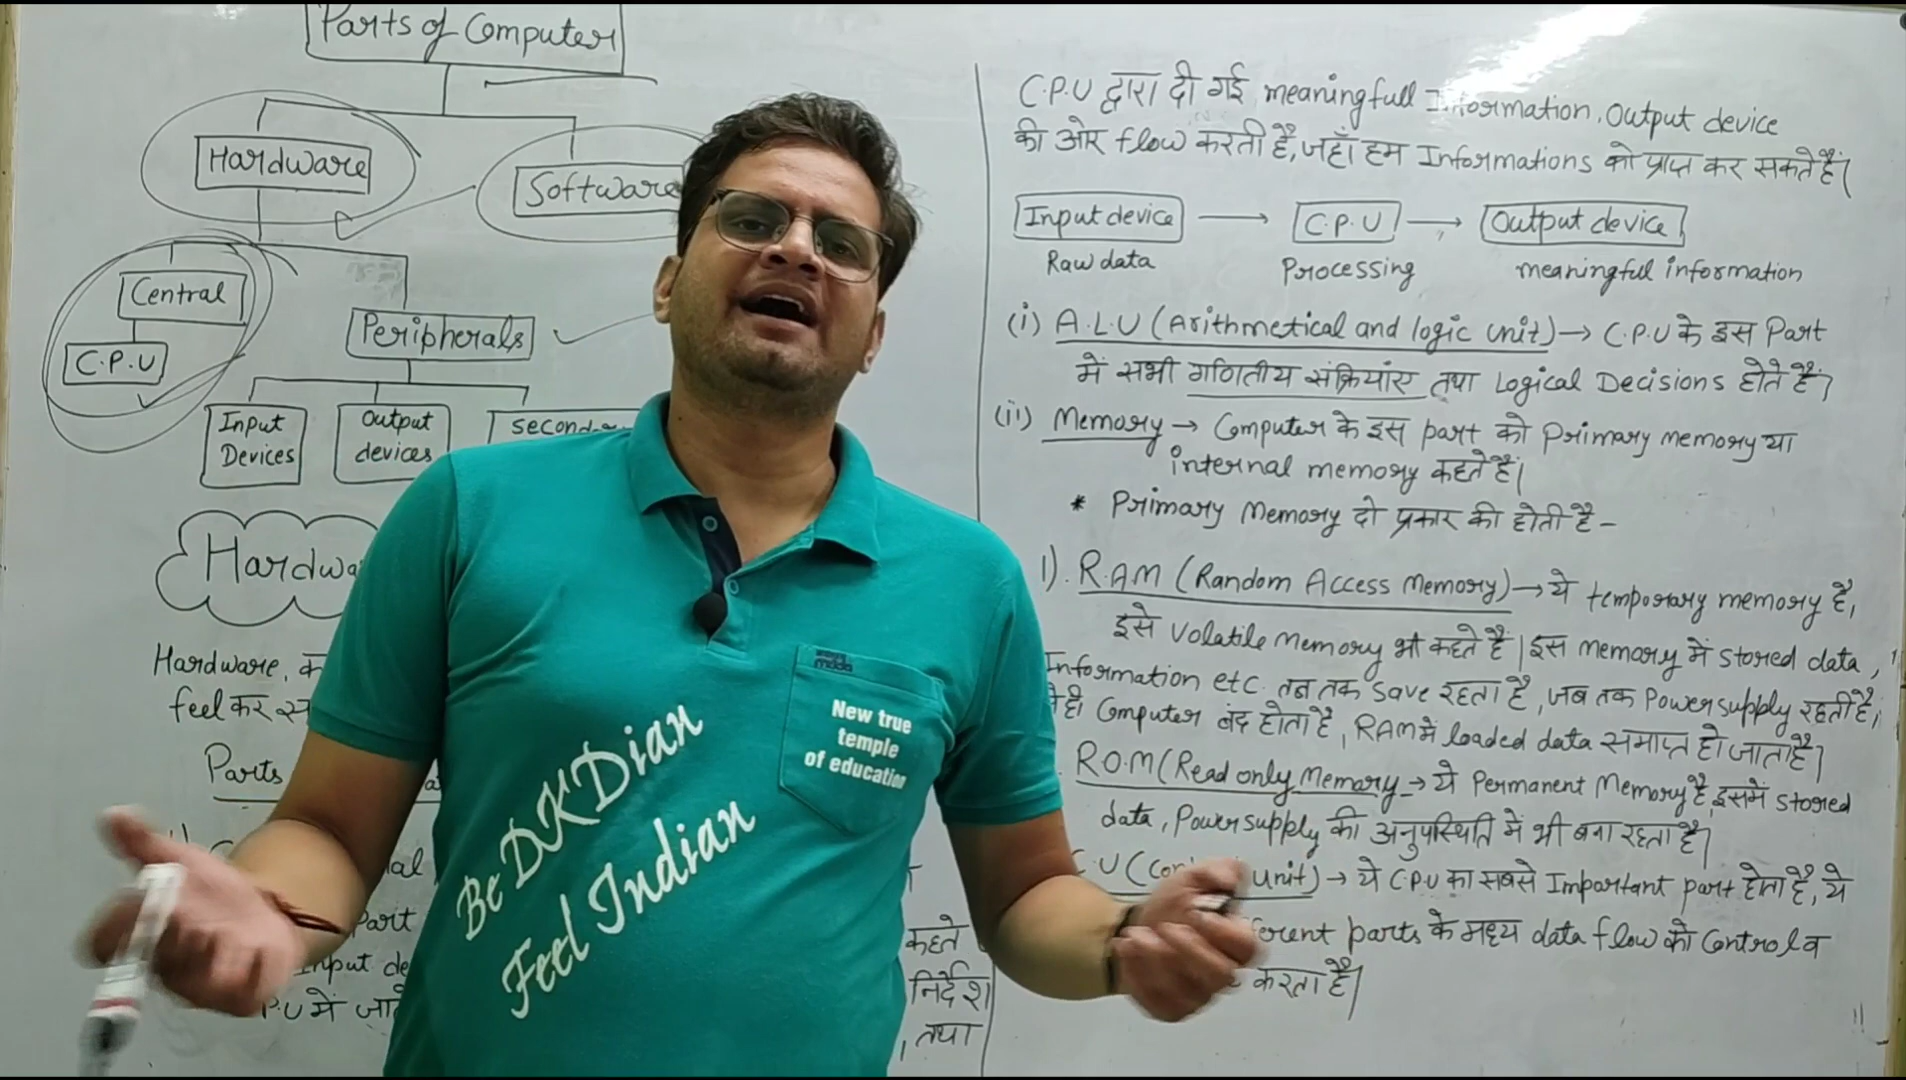 Parts of Computer
Hardware
Software
Central
C.P.U
Peripherals
Input
Devices
Output
devices
Hardwa
Hardware,
feel कर
Parts
al
Part
Input de
P.U में जा
कहते
निर्देश
, तथा
C.P.U द्वारा दी गई meaningfull Information, Output device
की ओर flow करती है, जहाँ हम Informations को प्राप्त कर सकते हैं।
Input device → C.P.U → Output device
Raw data Processing meaningful information
(i) A.L.U (Arithmetical and logic unit) → C.P.U के इस Part
में सभी गणितीय संक्रियांए तथा Logical Decisions होते हैं।
(ii) Memory → Computer के इस part को Primary memory या
internal memory कहते हैं।
* Primary Memory दो प्रकार की होती है -
1). R.AM (Random Access Memory) → ये temporary memory है,
इसे Volatile Memory भी कहते हैं। इस memory में stored data,
Information etc. तब तक Save रहता है, जब तक Power supply रहती है,
Computer बंद होता है, RAM में loaded data समाप्त हो जाता है।
R.O.M (Read only Memory → ये Permanent Memory है, इसमें stored
data, Power supply की अनुपस्थिति में भी बना रहता है।
unit) → ये C.P.U का सबसे Important part होता है, ये
parts के मध्य data flow को Control व
करता है।
New true
temple
of education
Be DKDian
Feel Indian